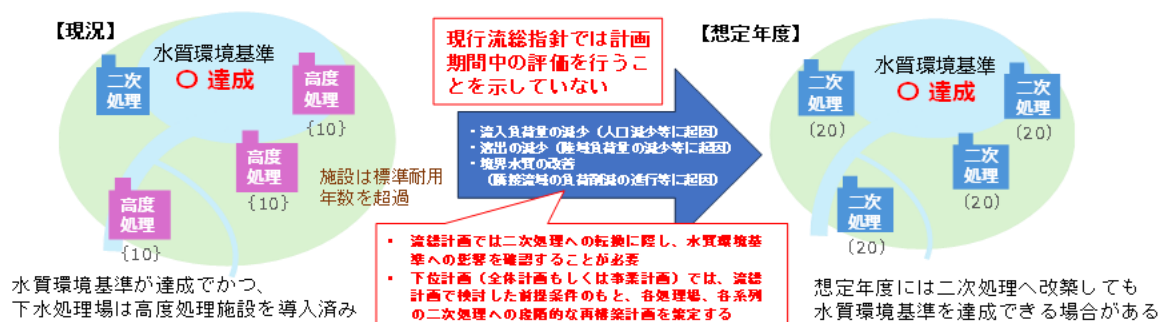 【現況】
水質環境基準
○ 達成
二次
処理
高度
処理
{10}
高度
処理
{10}
高度
処理
{10}
施設は標準耐用
年数を超過
水質環境基準が達成でかつ、
下水処理場は高度処理施設を導入済み
現行流総指針では計画
期間中の評価を行うこ
とを示していない
・流入負荷量の減少（人口減少等に起因）
・溶出の減少（陸域負荷量の減少等に起因）
・境界水質の改善
（隣接流域の負荷削減の進行等に起因）
• 流総計画では二次処理への転換に際し、水質環境基
準への影響を確認することが必要
• 下位計画（全体計画もしくは事業計画）では、流総
計画で検討した前提条件のもと、各処理場、各系列
の二次処理への段階的な再構築計画を策定する
【想定年度】
水質環境基準
○ 達成
二次
処理
(20)
二次
処理
(20)
二次
処理
(20)
二次
処理
(20)
想定年度には二次処理へ改築しても
水質環境基準を達成できる場合がある